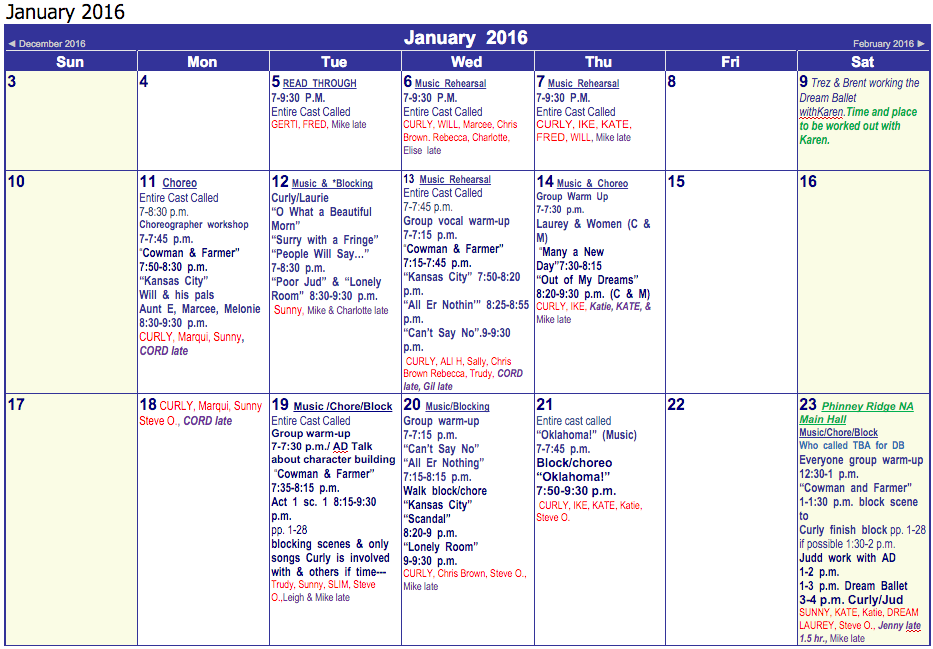 January 2016
◄ December 2016
January 2016
February 2016 ►
Sun
Mon
Tue
Wed
Thu
Fri
Sat
3
4
5 READ THROUGH
7-9:30 P.M.
Entire Cast Called
GERTI, FRED, Mike late
6 Music Rehearsal
7-9:30 P.M.
Entire Cast Called
CURLY, WILL, Marcee, Chris
Brown. Rebecca, Charlotte,
Elise late
7 Music Rehearsal
7-9:30 P.M.
Entire Cast Called
CURLY, IKE, KATE,
FRED, WILL, Mike late
8
9 Trez & Brent working the
Dream Ballet
withKaren.Time and place
to be worked out with
Karen.
10
11 Choreo
Entire Cast Called
7-8:30 p.m.
Choreographer workshop
7-7:45 p.m.
“Cowman & Farmer”
7:50-8:30 p.m.
“Kansas City”
Will & his pals
Aunt E, Marcee, Melonie
8:30-9:30 p.m.
CURLY, Marqui, Sunny,
CORD late
12 Music & *Blocking
Curly/Laurie
“O What a Beautiful
Morn”
“Surry with a Fringe”
“People Will Say…”
7-8:30 p.m.
“Poor Jud” & “Lonely
Room” 8:30-9:30 p.m.
Sunny, Mike & Charlotte late
13 Music Rehearsal
Entire Cast Called
7-7:45 p.m.
Group vocal warm-up
7-7:15 p.m.
“Cowman & Farmer”
7:15-7:45 p.m.
“Kansas City” 7:50-8:20
p.m.
“All Er Nothin’” 8:25-8:55
p.m.
“Can’t Say No”.9-9:30
p.m.
CURLY, ALI H, Sally, Chris
Brown Rebecca, Trudy, CORD
late, Gil late
14 Music & Choreo
Group Warm Up
7-7:30 p.m.
Laurey & Women (C &
M)
“Many a New
Day”7:30-8:15
“Out of My Dreams”
8:20-9:30 p.m. (C & M)
CURLY, IKE, Katie, KATE, &
Mike late
15
16
17
18 CURLY, Marqui, Sunny
Steve O., CORD late
19 Music /Chore/Block
Entire Cast Called
Group warm-up
7-7:30 p.m./ AD Talk
about character building
“Cowman & Farmer”
7:35-8:15 p.m.
Act 1 sc. 1 8:15-9:30
p.m.
pp. 1-28
blocking scenes & only
songs Curly is involved
with & others if time---
Trudy, Sunny, SLIM, Steve
O.,Leigh & Mike late
20 Music/Blocking
Group warm-up
7-7:15 p.m.
“Can’t Say No”
“All Er Nothing”
7:15-8:15 p.m.
Walk block/chore
“Kansas City”
“Scandal”
8:20-9 p.m.
“Lonely Room”
9-9:30 p.m.
CURLY, Chris Brown, Steve O.,
Mike late
21
Entire cast called
“Oklahoma!” (Music)
7-7:45 p.m.
Block/choreo
“Oklahoma!”
7:50-9:30 p.m.
CURLY, IKE, KATE, Katie,
Steve O.
22
23 Phinney Ridge NA
Main Hall
Music/Chore/Block
Who called TBA for DB
Everyone group warm-up
12:30-1 p.m.
“Cowman and Farmer”
1-1:30 p.m. block scene
to
Curly finish block pp. 1-28
if possible 1:30-2 p.m.
Judd work with AD
1-2 p.m.
1-3 p.m. Dream Ballet
3-4 p.m. Curly/Jud
SUNNY, KATE, Katie, DREAM
LAUREY, Steve O., Jenny late
1.5 hr., Mike late